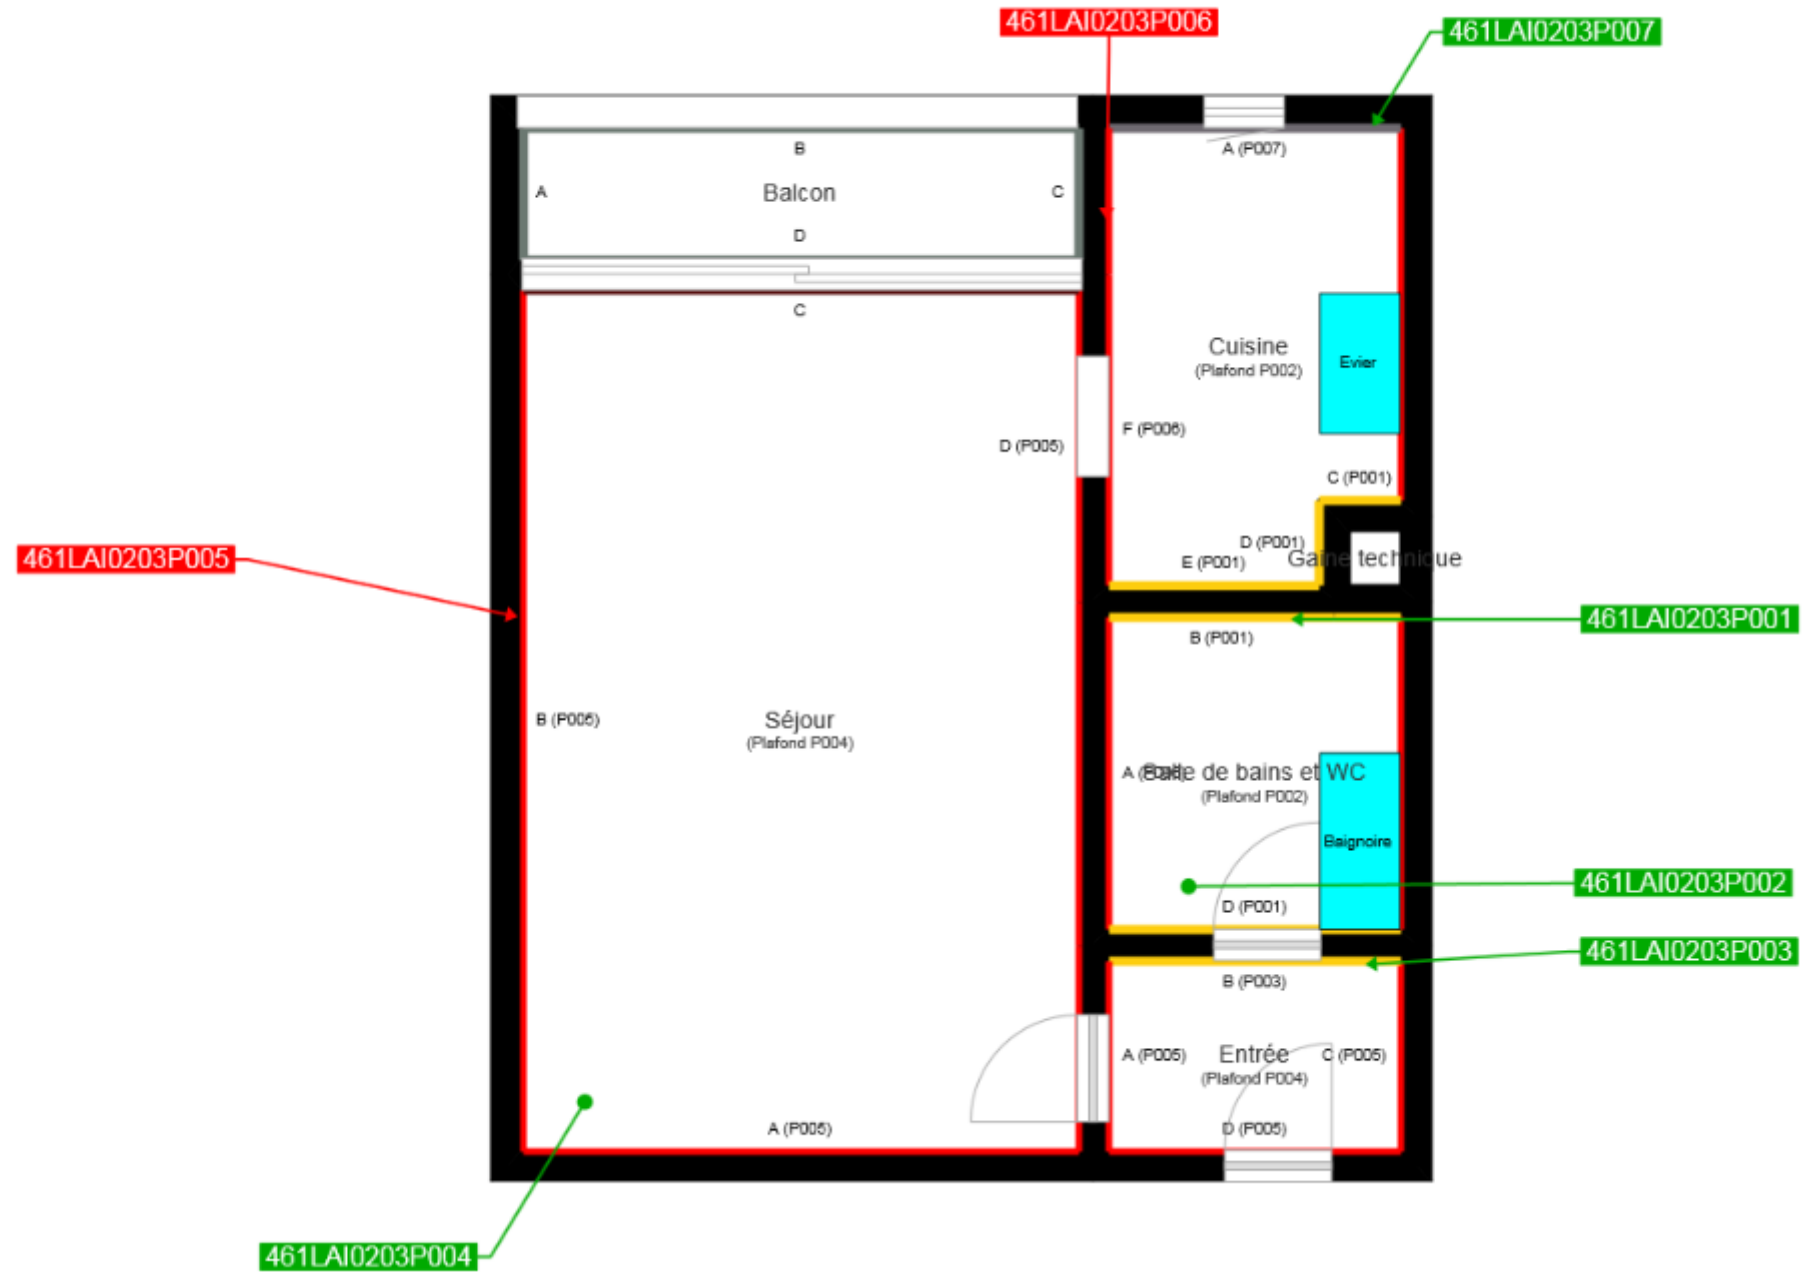 461LAI0203P006
461LAI0203P007
B
A (P007)
A
Balcon
C
D
C
Cuisine
(Plafond P002)
Evier
F (P006)
D (P005)
C (P001)
D (P001)
E (P001)
Gaine technique
461LAI0203P005
461LAI0203P001
B (P001)
B (P005)
Séjour
(Plafond P004)
A
Salle de bains et WC
(Plafond P002)
Baignoire
461LAI0203P002
D (P001)
461LAI0203P003
B (P003)
A (P005)
Entrée
C (P005)
(Plafond P004)
A (P005)
D (P005)
461LAI0203P004